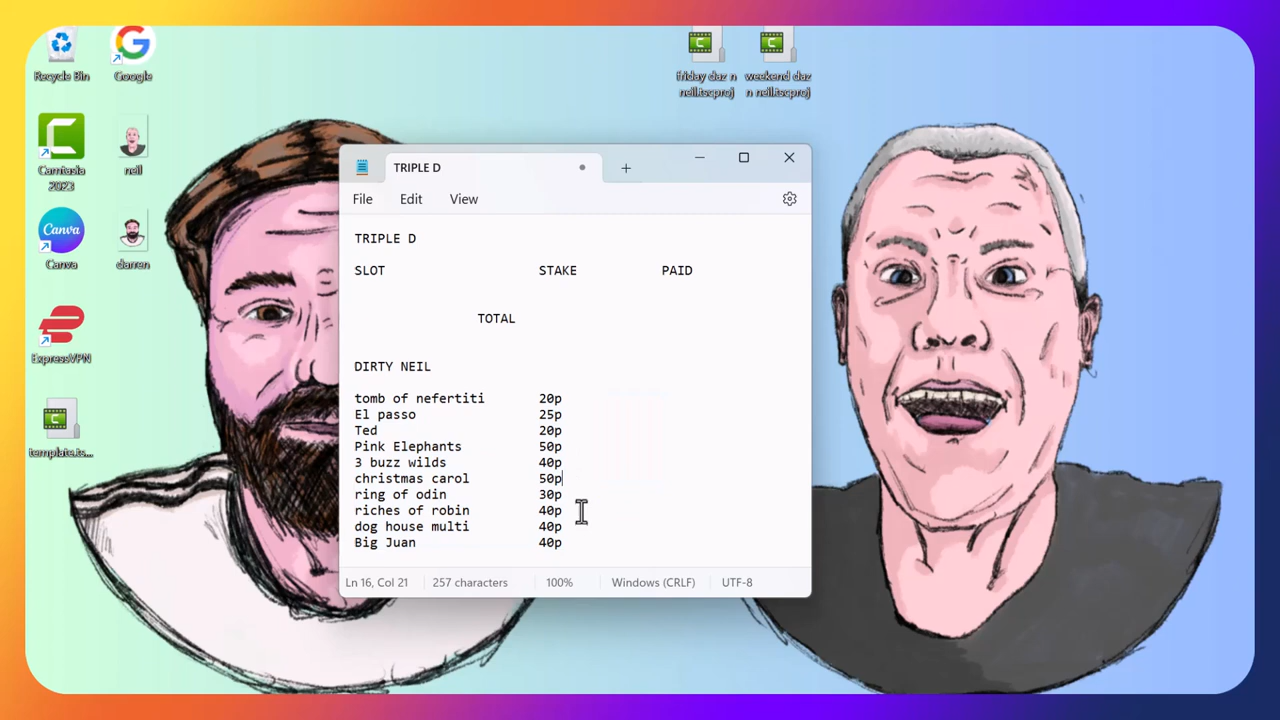 Recycle Bin
Google
friday daz n neil.tscproj
weekend daz n neil.tscproj
Camtasia 2023
neil
Canva
Canva
darren
ExpressVPN
template.ts...
TRIPLE D
File Edit View
TRIPLE D
SLOT STAKE PAID
TOTAL
DIRTY NEIL
tomb of nefertiti 20p
El passo 25p
Ted 20p
Pink Elephants 50p
3 buzz wilds 40p
christmas carol 50p
ring of odin 30p
riches of robin 40p
dog house multi 40p
Big Juan 40p
Ln 16, Col 21 257 characters 100% Windows (CRLF) UTF-8